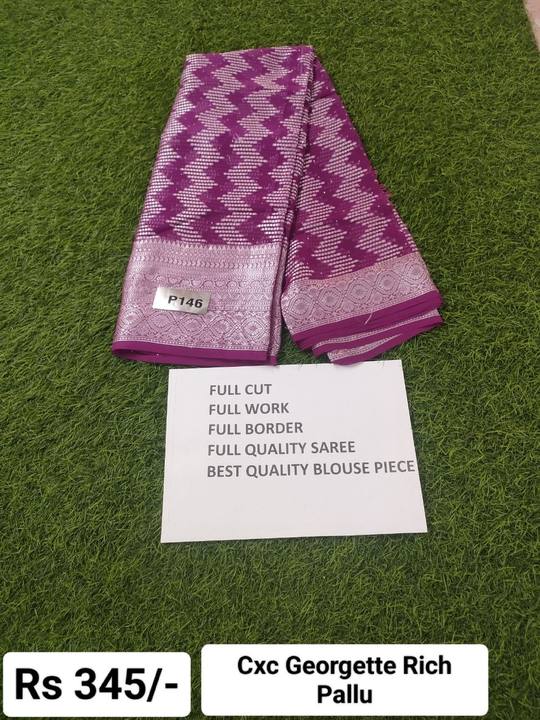 P146
FULL CUT
FULL WORK
FULL BORDER
FULL QUALITY SAREE
BEST QUALITY BLOUSE PIECE
Rs 345/-
Cxc Georgette Rich
Pallu